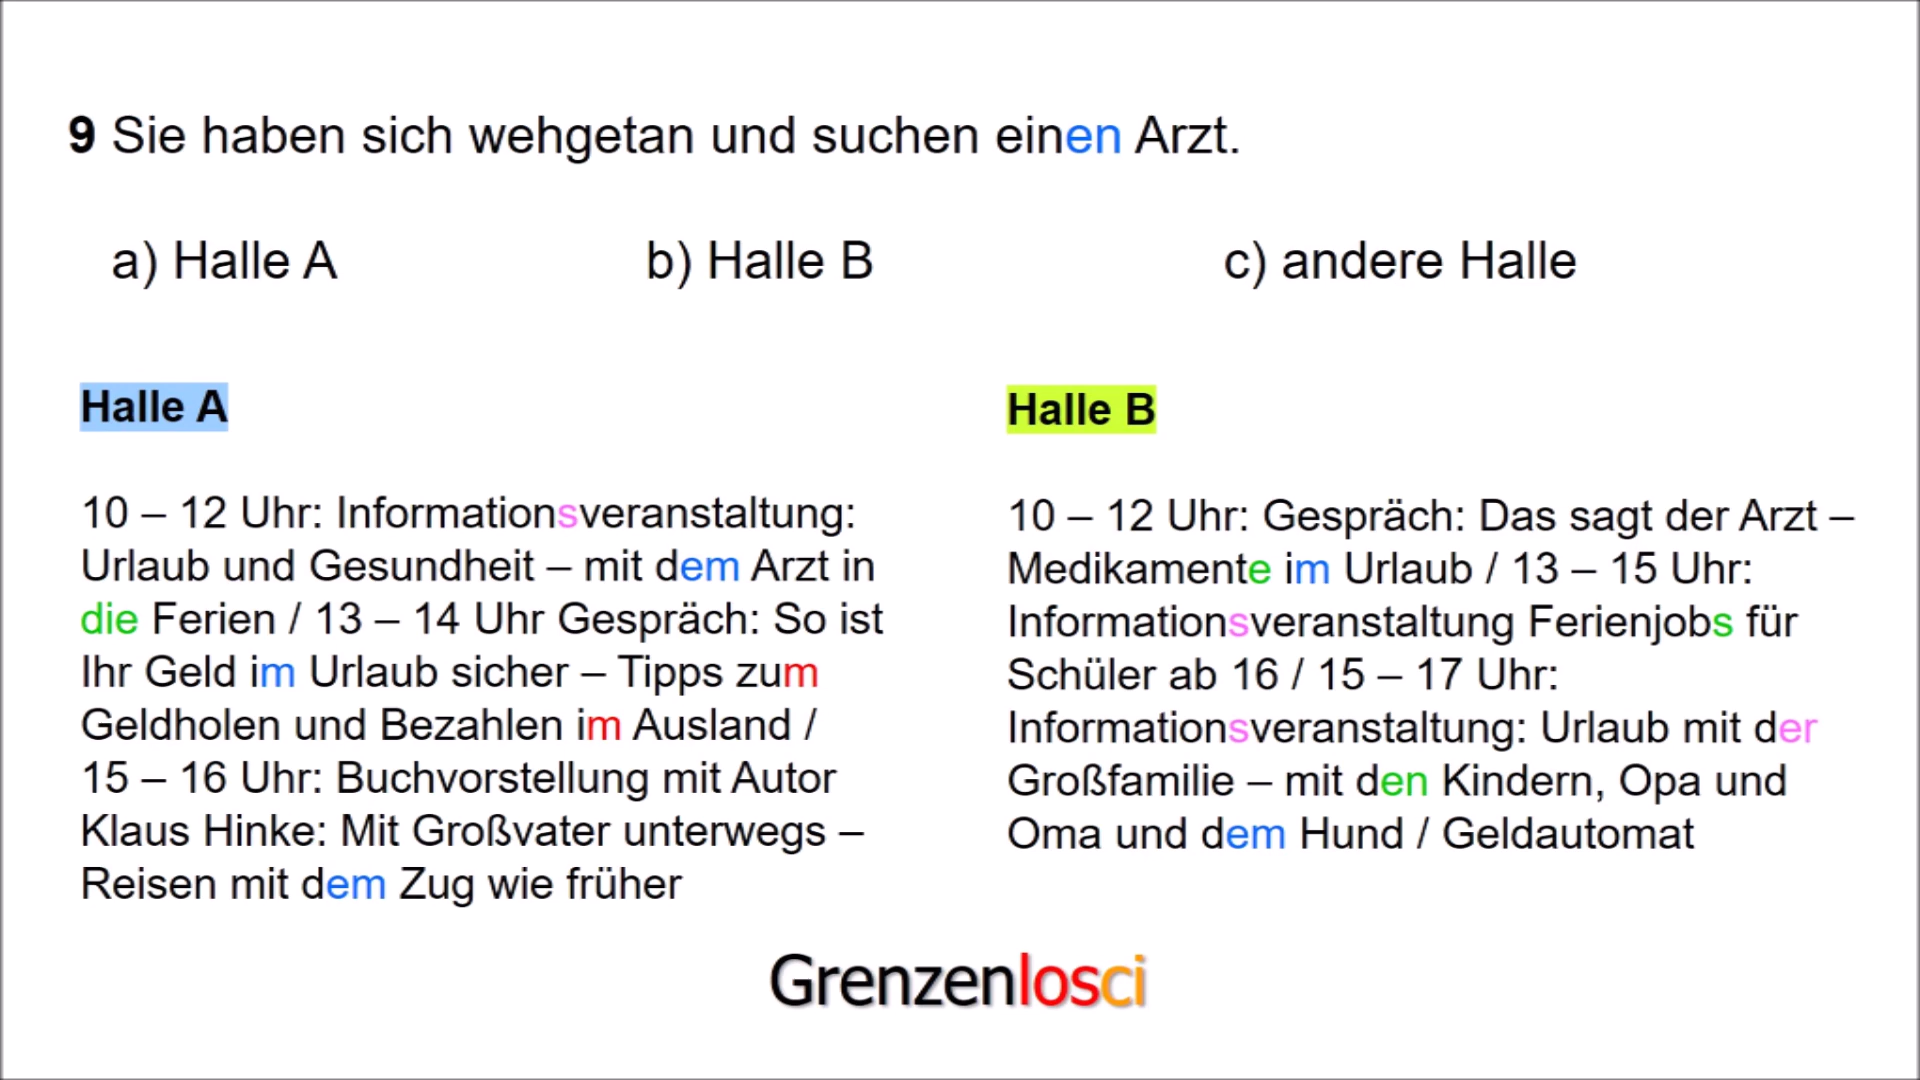 9 Sie haben sich wehgetan und suchen einen Arzt.
a) Halle A
b) Halle B
c) andere Halle
Halle A
10 – 12 Uhr: Informationsveranstaltung:
Urlaub und Gesundheit – mit dem Arzt in
die Ferien / 13 – 14 Uhr Gespräch: So ist
Ihr Geld im Urlaub sicher – Tipps zum
Geldholen und Bezahlen im Ausland /
15 – 16 Uhr: Buchvorstellung mit Autor
Klaus Hinke: Mit Großvater unterwegs –
Reisen mit dem Zug wie früher
Halle B
10 – 12 Uhr: Gespräch: Das sagt der Arzt –
Medikamente im Urlaub / 13 – 15 Uhr:
Informationsveranstaltung Ferienjobs für
Schüler ab 16 / 15 – 17 Uhr:
Informationsveranstaltung: Urlaub mit der
Großfamilie – mit den Kindern, Opa und
Oma und dem Hund / Geldautomat
Grenzenlosci